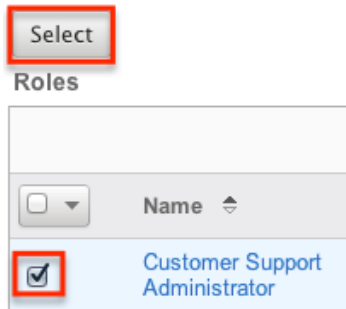 Select
Roles
Name
Customer Support
Administrator